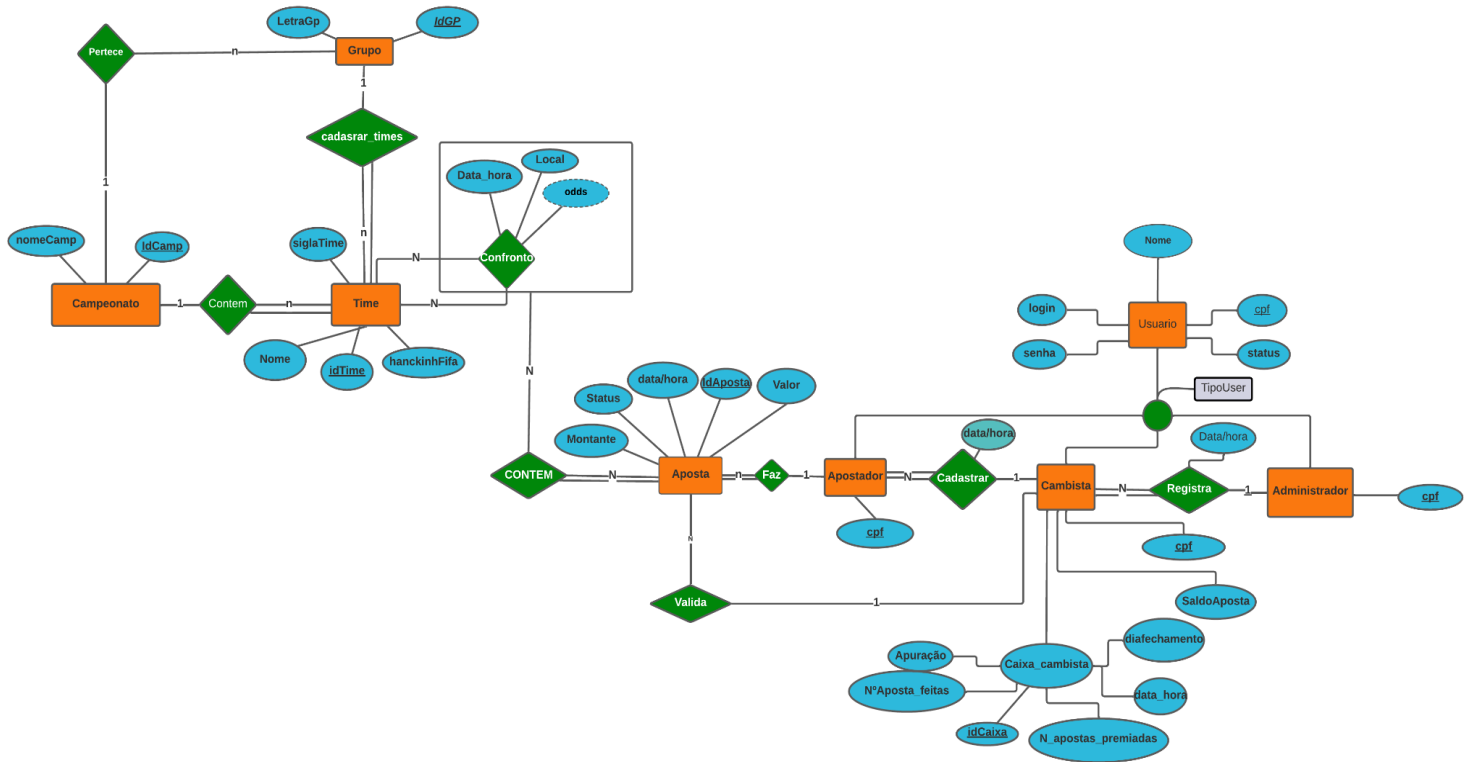 LetraGp
IdGP
Pertece
n
Grupo
1
cadasrar_times
Local
Data_hora
odds
1
n
nomeCamp
IdCamp
siglaTime
N
Confronto
Nome
Campeonato
1
Contem
n
Time
N
login
cpf
Usuario
Nome
idTime
hanckinhFifa
senha
status
N
data/hora
IdAposta
Valor
TipoUser
Status
Montante
data/hora
Data/hora
CONTEM
N
Aposta
n
Faz
1
Apostador
N
Cadastrar
1
Cambista
N
Registra
1
Administrador
cpf
cpf
N
cpf
Valida
1
SaldoAposta
Apuração
Caixa_cambista
diafechamento
NºAposta_feitas
data_hora
idCaixa
N_apostas_premiadas